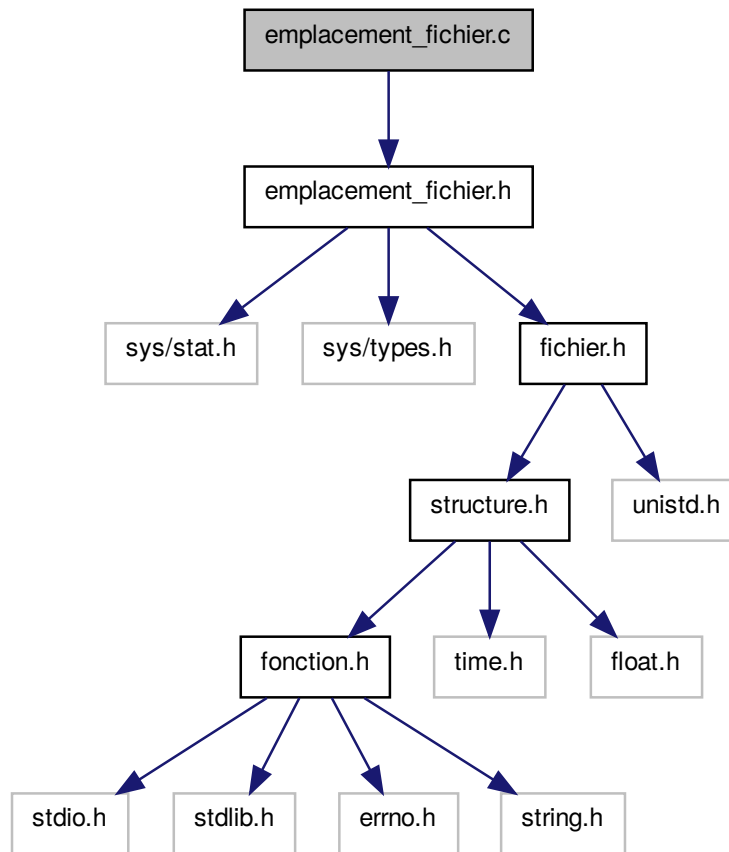 emplacement_fichier.c
emplacement_fichier.h
sys/stat.h
sys/types.h
fichier.h
structure.h
unistd.h
fonction.h
time.h
float.h
stdio.h
stdlib.h
errno.h
string.h